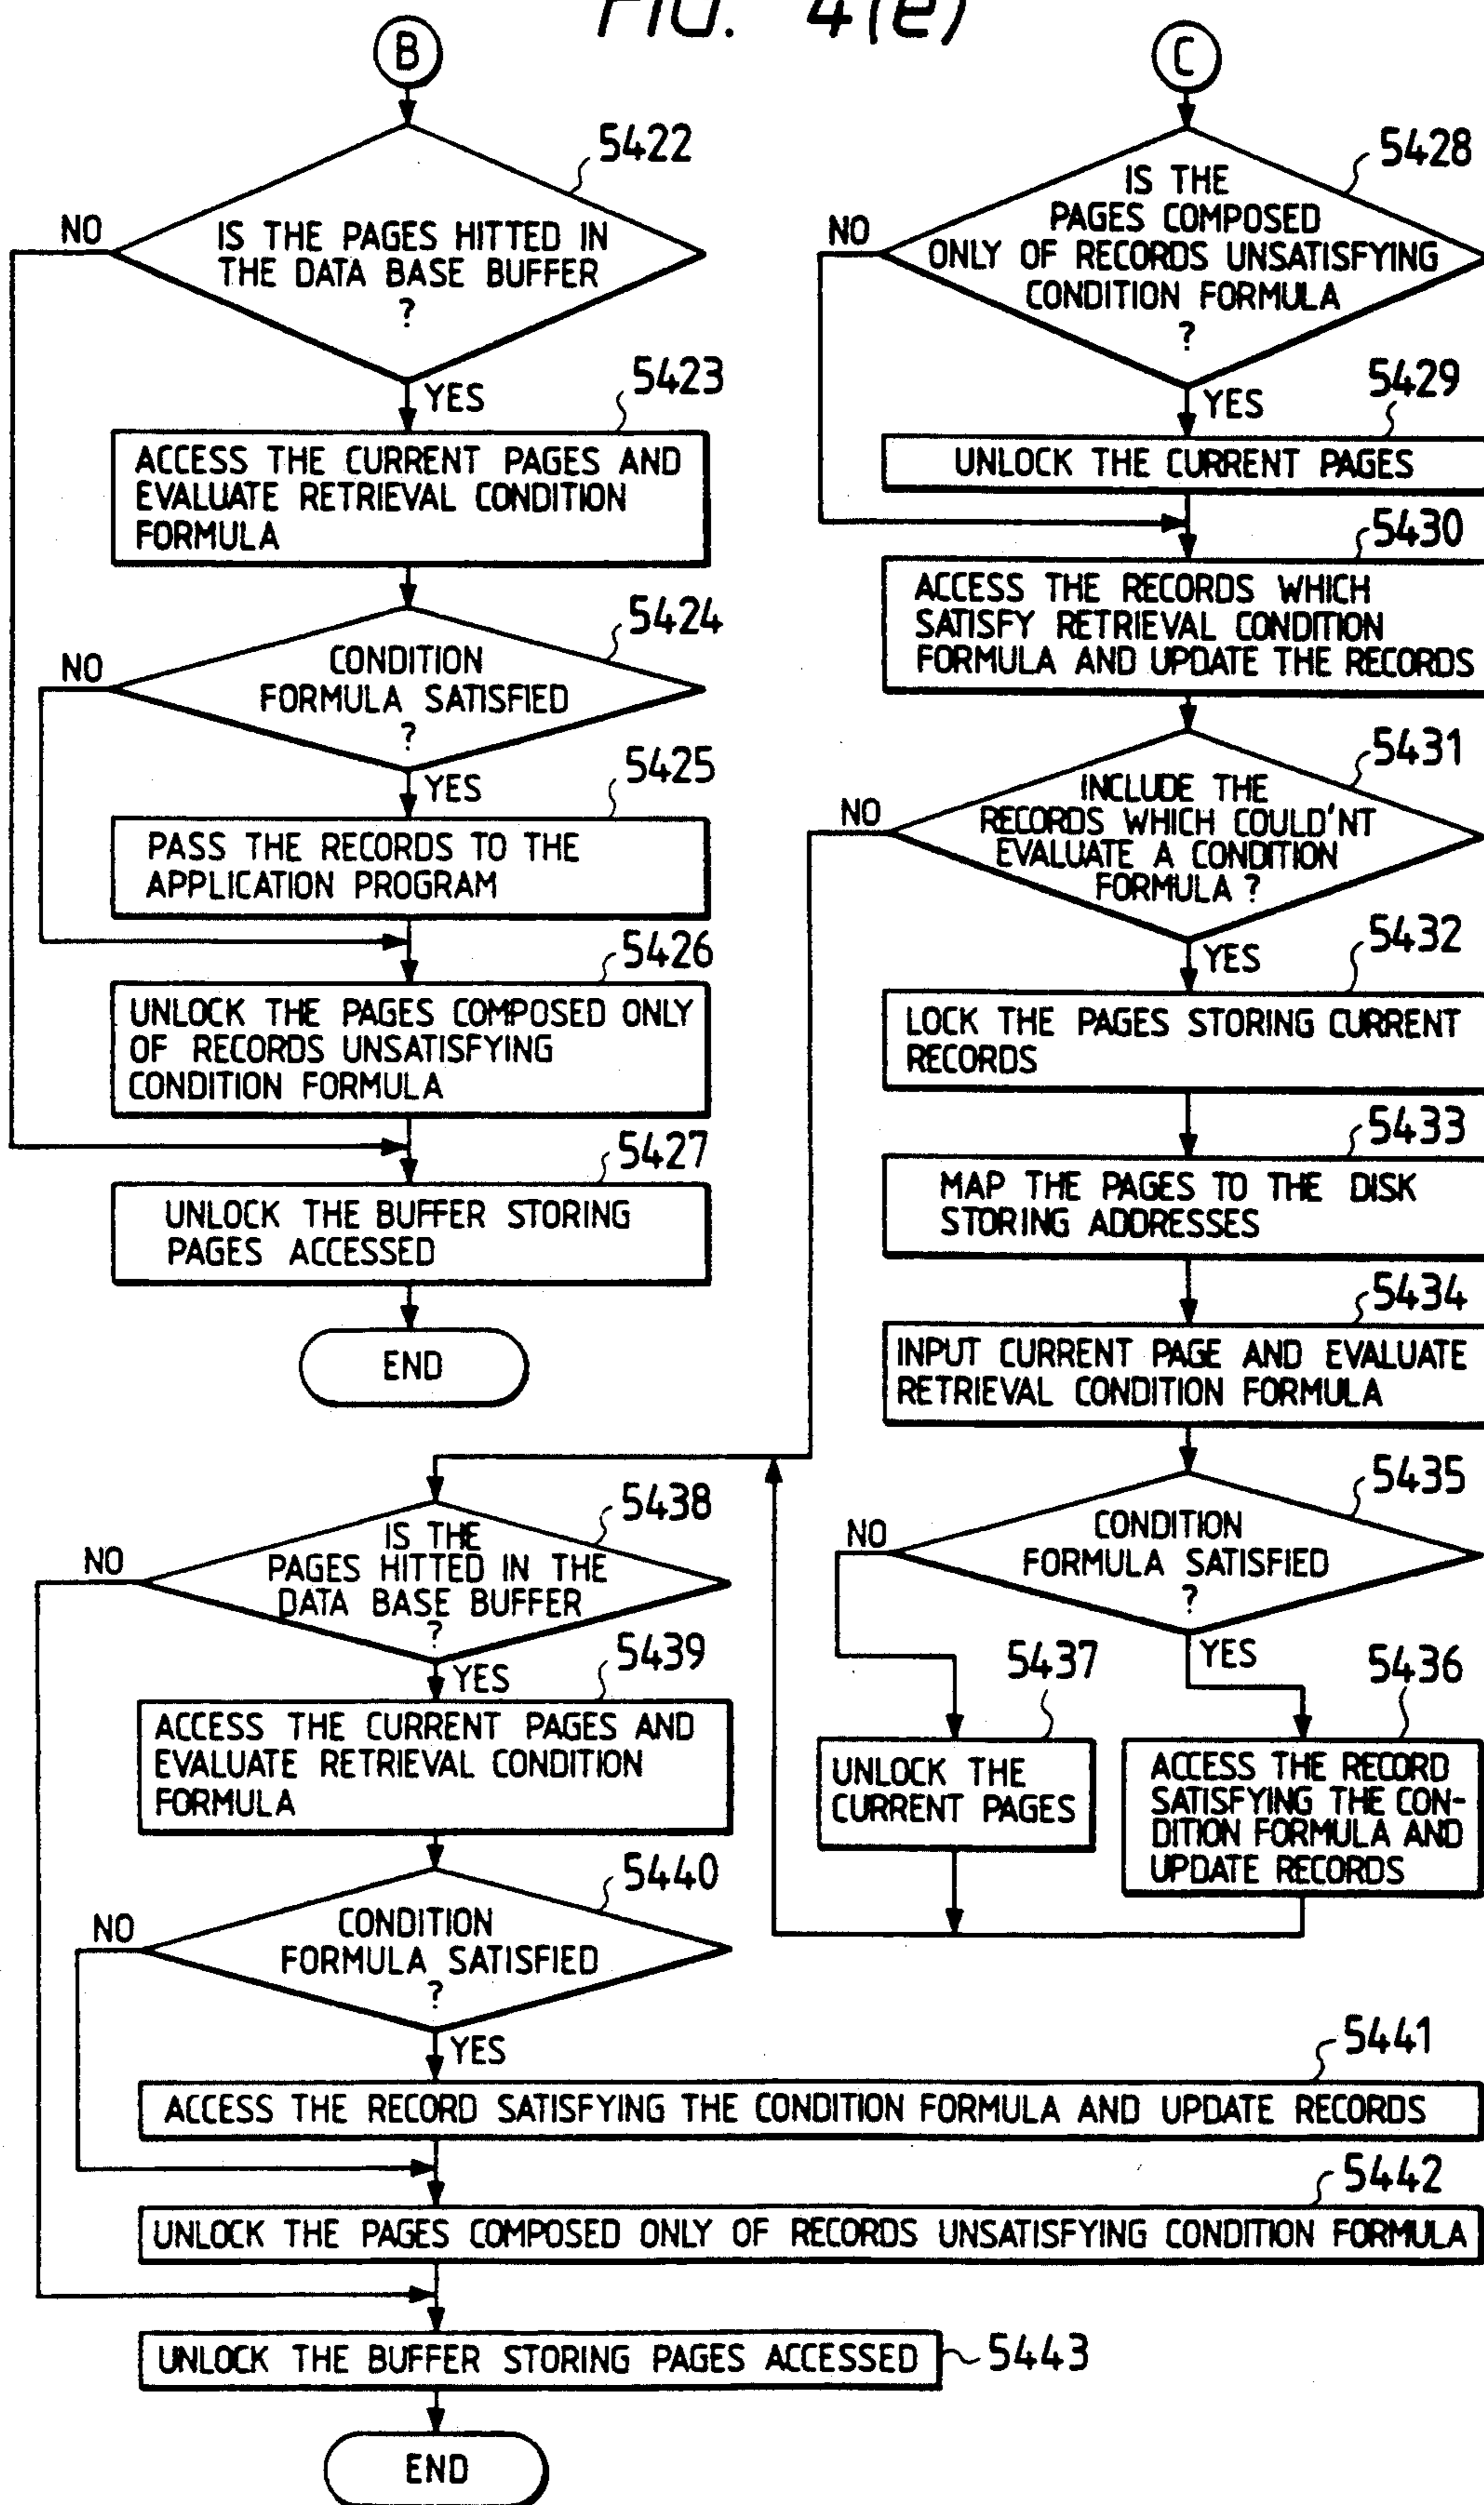 FIG. 4(e)
B
5422
NO
IS THE PAGES HITTED IN
THE DATA BASE BUFFER
?
YES
5423
ACCESS THE CURRENT PAGES AND
EVALUATE RETRIEVAL CONDITION
FORMULA
5424
NO
CONDITION
FORMULA SATISFIED
?
YES
5425
PASS THE RECORDS TO THE
APPLICATION PROGRAM
5426
UNLOCK THE PAGES COMPOSED ONLY
OF RECORDS UNSATISFYING
CONDITION FORMULA
5427
UNLOCK THE BUFFER STORING
PAGES ACCESSED
END
C
5428
NO
IS THE
PAGES COMPOSED
ONLY OF RECORDS UNSATISFYING
CONDITION FORMULA
?
YES
5429
UNLOCK THE CURRENT PAGES
5430
ACCESS THE RECORDS WHICH
SATISFY RETRIEVAL CONDITION
FORMULA AND UPDATE THE RECORDS
5431
NO
INCLUDE THE
RECORDS WHICH COULD'NT
EVALUATE A CONDITION
FORMULA ?
YES
5432
LOCK THE PAGES STORING CURRENT
RECORDS
5433
MAP THE PAGES TO THE DISK
STORING ADDRESSES
5434
INPUT CURRENT PAGE AND EVALUATE
RETRIEVAL CONDITION FORMULA
5435
NO
CONDITION
FORMULA SATISFIED
?
YES
5437
UNLOCK THE
CURRENT PAGES
5436
ACCESS THE RECORD
SATISFYING THE CON-
DITION FORMULA AND
UPDATE RECORDS
5438
NO
IS THE
PAGES HITTED IN THE
DATA BASE BUFFER
?
YES
5439
ACCESS THE CURRENT PAGES AND
EVALUATE RETRIEVAL CONDITION
FORMULA
5440
NO
CONDITION
FORMULA SATISFIED
?
YES
5441
ACCESS THE RECORD SATISFYING THE CONDITION FORMULA AND UPDATE RECORDS
5442
UNLOCK THE PAGES COMPOSED ONLY OF RECORDS UNSATISFYING CONDITION FORMULA
UNLOCK THE BUFFER STORING PAGES ACCESSED
5443
END